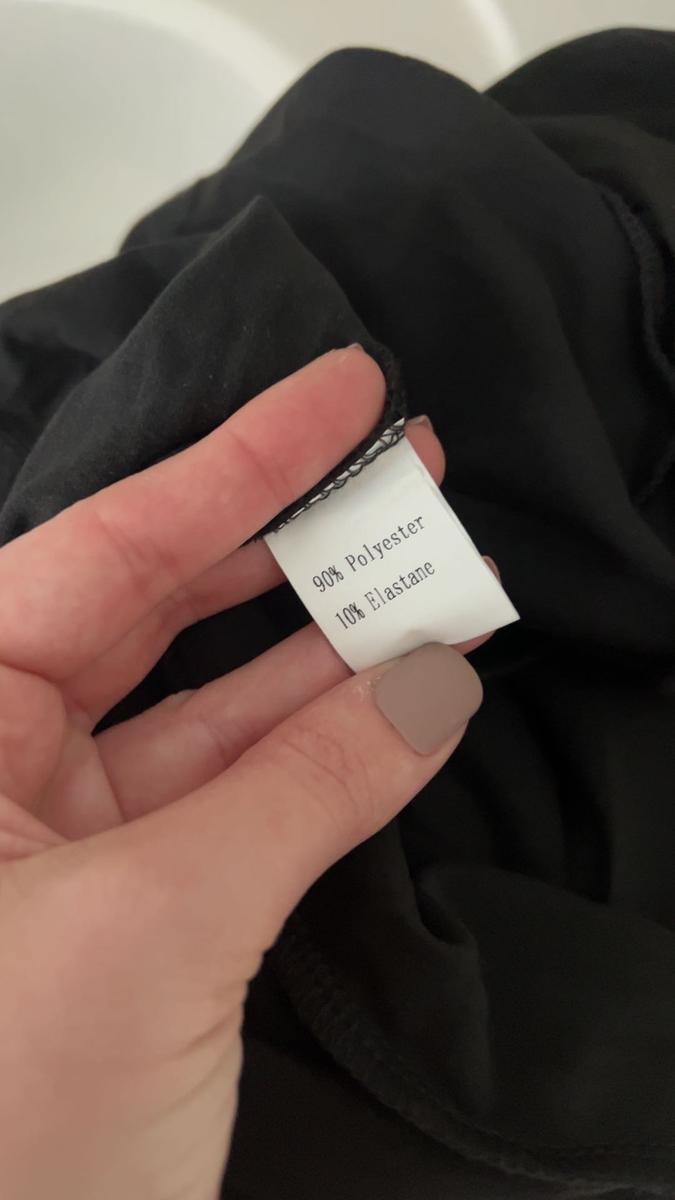 90% Polyester
10% Elastane